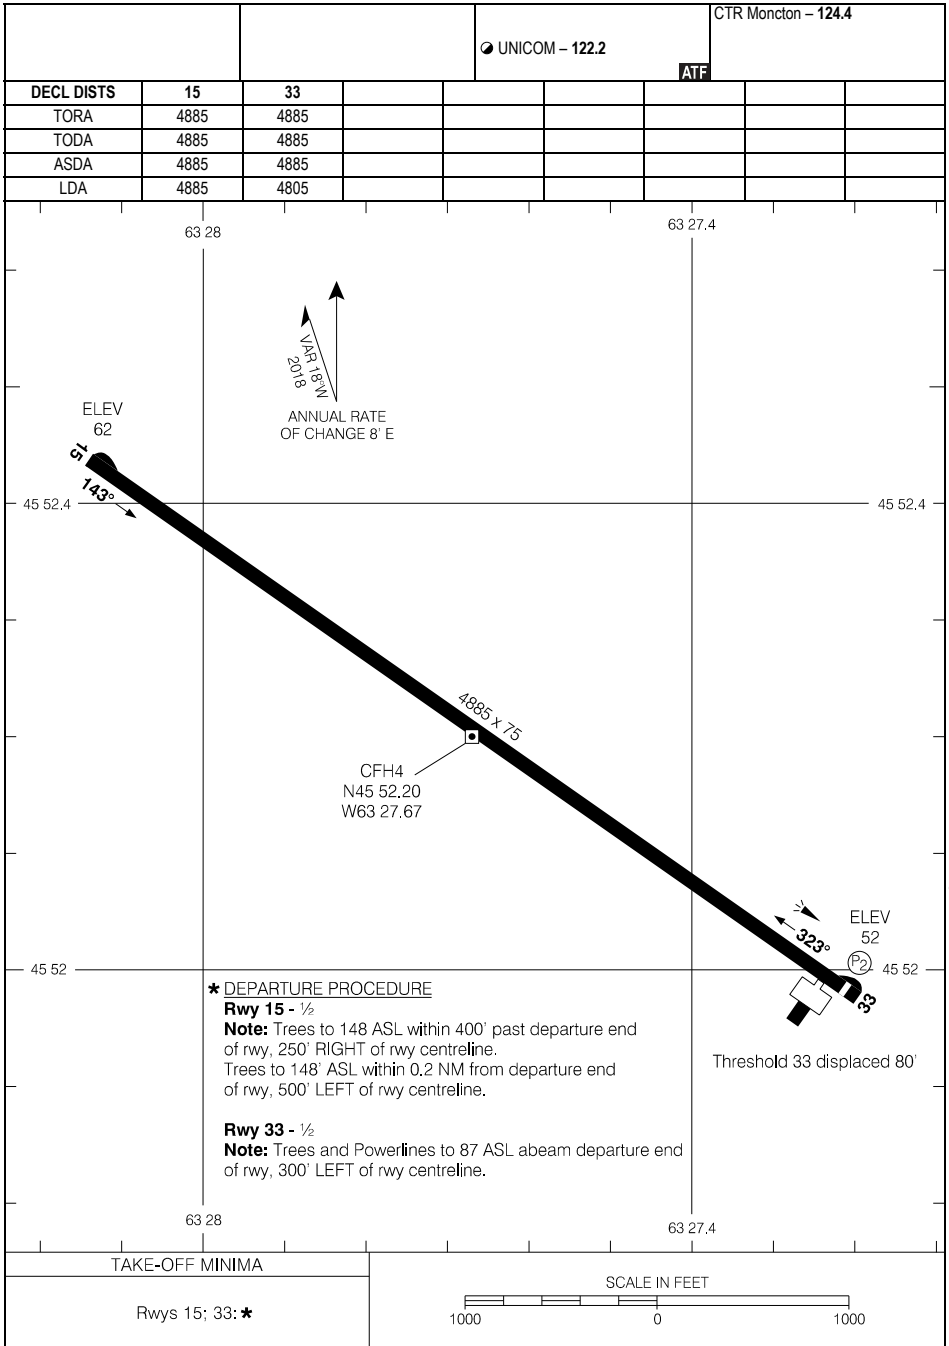 CTR Moncton – 124.4
UNICOM – 122.2
ATF
DECL DISTS 15 33
TORA 4885 4885
TODA 4885 4885
ASDA 4885 4885
LDA 4885 4805
63 28 63 27.4
VAR 18°W
2018
ANNUAL RATE
OF CHANGE 8' E
ELEV
62
15
143°
45 52.4 45 52.4
4885 x 75
CFH4
N45 52.20
W63 27.67
ELEV
52
323°
P2
45 52 45 52
33
Threshold 33 displaced 80'
* DEPARTURE PROCEDURE
Rwy 15 - ½
Note: Trees to 148 ASL within 400' past departure end
of rwy, 250' RIGHT of rwy centreline.
Trees to 148' ASL within 0.2 NM from departure end
of rwy, 500' LEFT of rwy centreline.
Rwy 33 - ½
Note: Trees and Powerlines to 87 ASL abeam departure end
of rwy, 300' LEFT of rwy centreline.
63 28 63 27.4
TAKE-OFF MINIMA
Rwys 15; 33: *
SCALE IN FEET
1000 0 1000